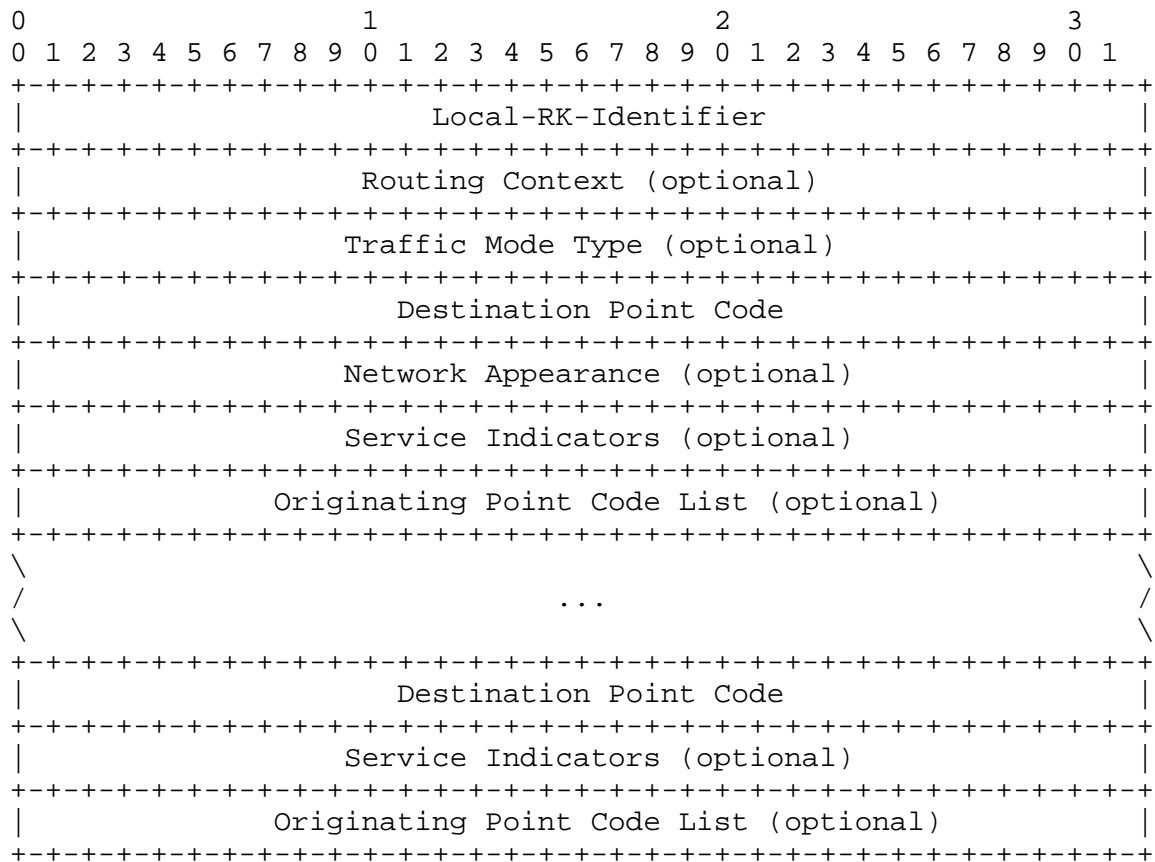 0                   1                   2                   3
0 1 2 3 4 5 6 7 8 9 0 1 2 3 4 5 6 7 8 9 0 1 2 3 4 5 6 7 8 9 0 1
+-+-+-+-+-+-+-+-+-+-+-+-+-+-+-+-+-+-+-+-+-+-+-+-+-+-+-+-+-+-+-+-+
|                       Local-RK-Identifier                     |
+-+-+-+-+-+-+-+-+-+-+-+-+-+-+-+-+-+-+-+-+-+-+-+-+-+-+-+-+-+-+-+-+
|                   Routing Context (optional)                  |
+-+-+-+-+-+-+-+-+-+-+-+-+-+-+-+-+-+-+-+-+-+-+-+-+-+-+-+-+-+-+-+-+
|                  Traffic Mode Type (optional)                 |
+-+-+-+-+-+-+-+-+-+-+-+-+-+-+-+-+-+-+-+-+-+-+-+-+-+-+-+-+-+-+-+-+
|                     Destination Point Code                    |
+-+-+-+-+-+-+-+-+-+-+-+-+-+-+-+-+-+-+-+-+-+-+-+-+-+-+-+-+-+-+-+-+
|                  Network Appearance (optional)                |
+-+-+-+-+-+-+-+-+-+-+-+-+-+-+-+-+-+-+-+-+-+-+-+-+-+-+-+-+-+-+-+-+
|                  Service Indicators (optional)                |
+-+-+-+-+-+-+-+-+-+-+-+-+-+-+-+-+-+-+-+-+-+-+-+-+-+-+-+-+-+-+-+-+
|              Originating Point Code List (optional)           |
+-+-+-+-+-+-+-+-+-+-+-+-+-+-+-+-+-+-+-+-+-+-+-+-+-+-+-+-+-+-+-+-+
\                                                               \
/                              ...                              /
\                                                               \
+-+-+-+-+-+-+-+-+-+-+-+-+-+-+-+-+-+-+-+-+-+-+-+-+-+-+-+-+-+-+-+-+
|                     Destination Point Code                    |
+-+-+-+-+-+-+-+-+-+-+-+-+-+-+-+-+-+-+-+-+-+-+-+-+-+-+-+-+-+-+-+-+
|                  Service Indicators (optional)                |
+-+-+-+-+-+-+-+-+-+-+-+-+-+-+-+-+-+-+-+-+-+-+-+-+-+-+-+-+-+-+-+-+
|              Originating Point Code List (optional)           |
+-+-+-+-+-+-+-+-+-+-+-+-+-+-+-+-+-+-+-+-+-+-+-+-+-+-+-+-+-+-+-+-+